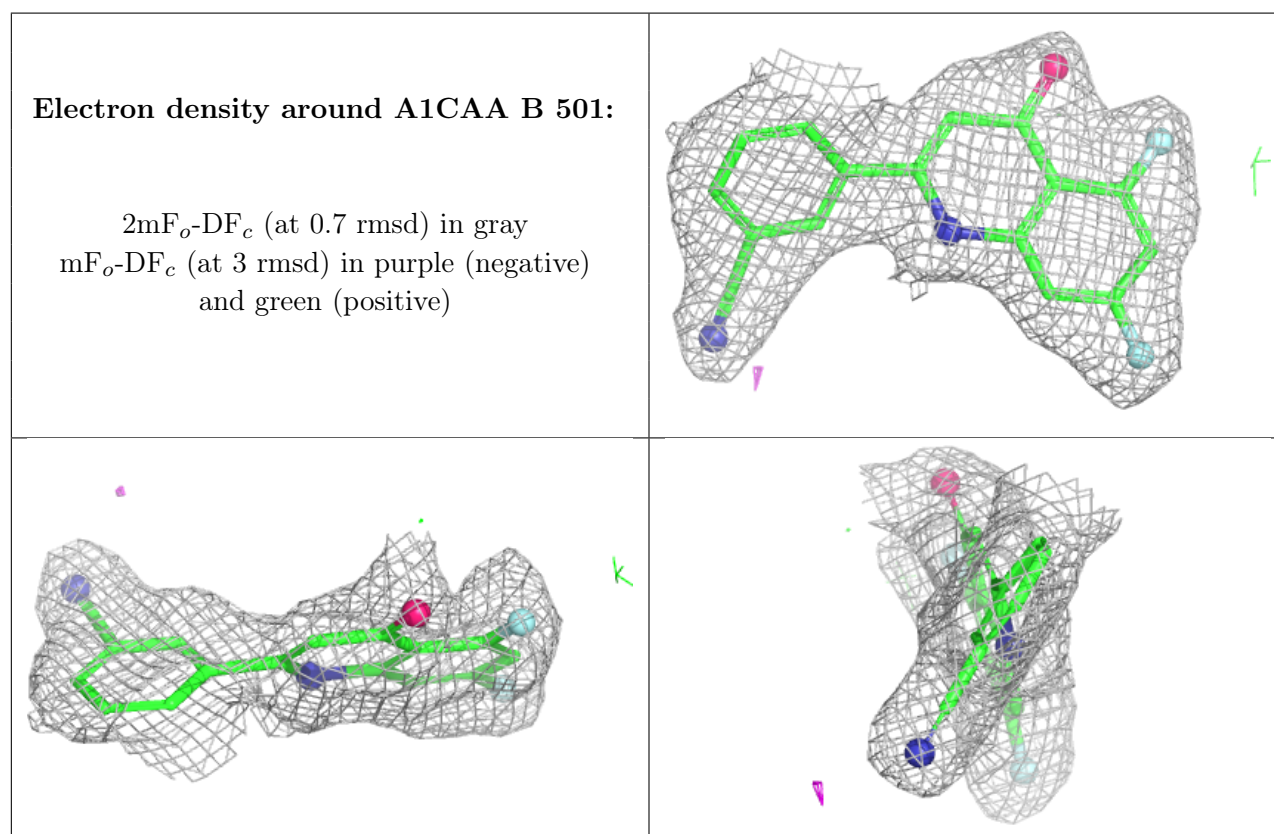 Electron density around A1CAA B 501:
2mFo-DFc (at 0.7 rmsd) in gray
mFo-DFc (at 3 rmsd) in purple (negative)
and green (positive)